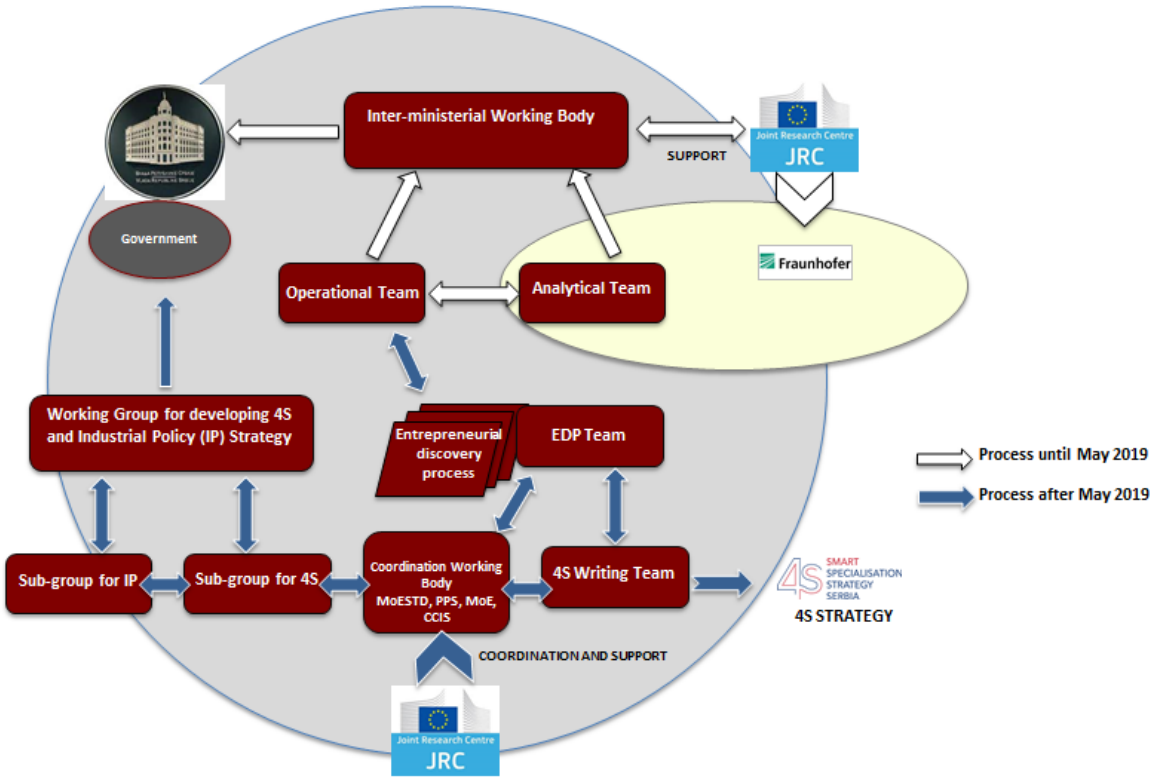 Inter-ministerial Working Body
SUPPORT
Joint Research Centre
JRC
Government
Fraunhofer
Operational Team
Analytical Team
Working Group for developing 4S
and Industrial Policy (IP) Strategy
Entrepreneurial
discovery
process
EDP Team
Process until May 2019
Process after May 2019
Sub-group for IP
Sub-group for 4S
Coordination Working
Body
MoESTD, PPS, MoE,
CCIS
4S Writing Team
4S
SMART
SPECIALISATION
STRATEGY
SERBIA
4S STRATEGY
COORDINATION AND SUPPORT
Joint Research Centre
JRC